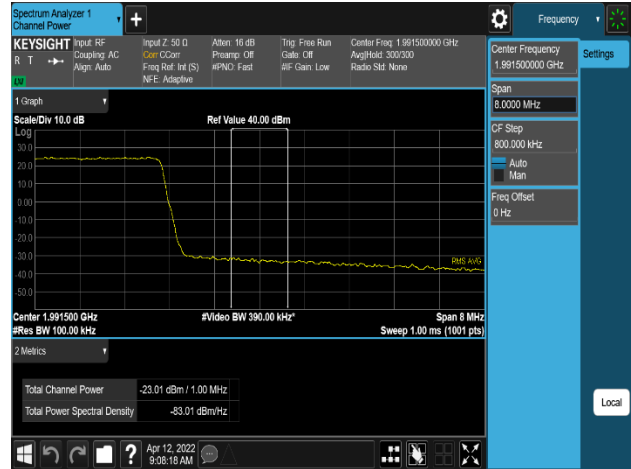 Spectrum Analyzer 1
Channel Power
+
Frequency
KEYSIGHT
R T
LXI
Input: RF
Coupling: AC
Align: Auto
Input Z: 50 Ω
Corr CCorr
Freq Ref: Int (S)
NFE: Adaptive
Atten: 16 dB
Preamp: Off
#PNO: Fast
Trig: Free Run
Gate: Off
#IF Gain: Low
Center Freq: 1.991500000 GHz
Avg|Hold: 300/300
Radio Std: None
Center Frequency
1.991500000 GHz
Settings
Span
8.0000 MHz
CF Step
800.000 kHz
Auto
Man
Freq Offset
0 Hz
1 Graph
Scale/Div 10.0 dB
Ref Value 40.00 dBm
Log
30.0
20.0
10.0
0.00
-10.0
-20.0
-30.0
-40.0
-50.0
RMS AVG
Center 1.991500 GHz
#Video BW 390.00 kHz*
Span 8 MHz
#Res BW 100.00 kHz
Sweep 1.00 ms (1001 pts)
2 Metrics
Total Channel Power -23.01 dBm / 1.00 MHz
Total Power Spectral Density -83.01 dBm/Hz
Local
?
Apr 12, 2022
9:08:18 AM